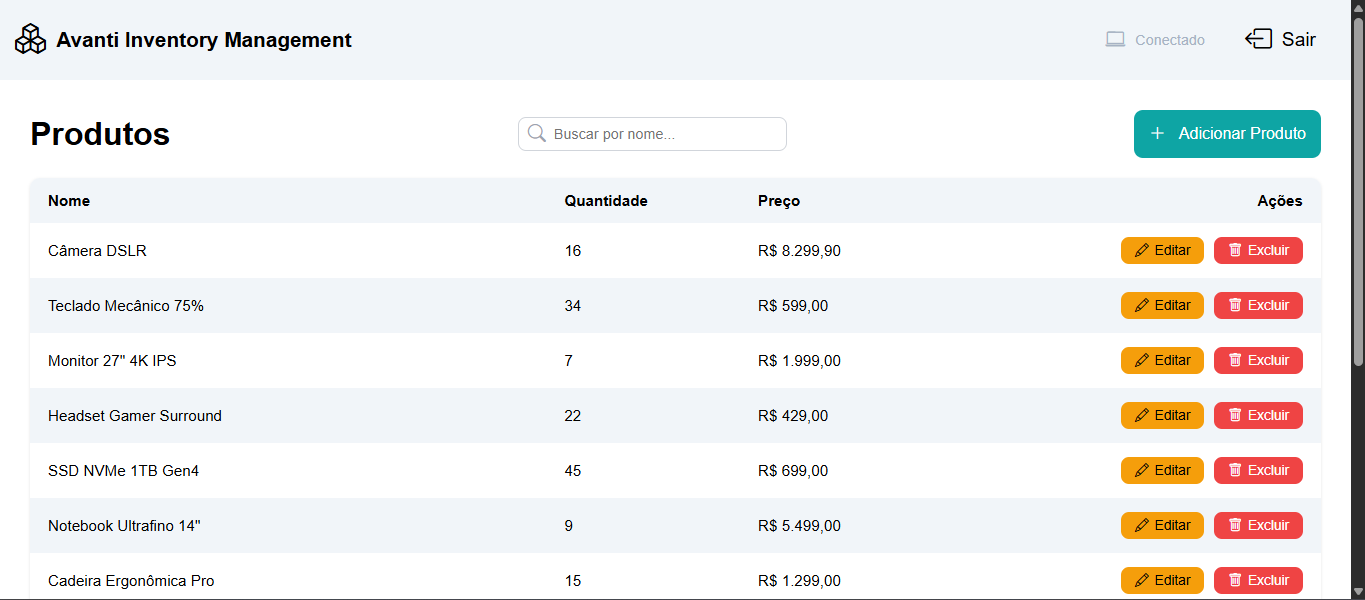 Avanti Inventory Management Conectado Sair
Produtos Buscar por nome... + Adicionar Produto
Nome Quantidade Preço Ações
Câmera DSLR 16 R$ 8.299,90 Editar Excluir
Teclado Mecânico 75% 34 R$ 599,00 Editar Excluir
Monitor 27" 4K IPS 7 R$ 1.999,00 Editar Excluir
Headset Gamer Surround 22 R$ 429,00 Editar Excluir
SSD NVMe 1TB Gen4 45 R$ 699,00 Editar Excluir
Notebook Ultrafino 14" 9 R$ 5.499,00 Editar Excluir
Cadeira Ergonômica Pro 15 R$ 1.299,00 Editar Excluir